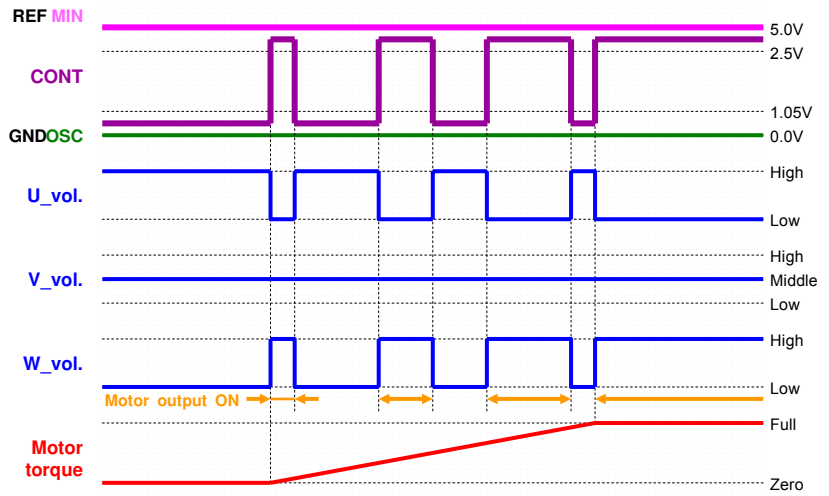 REF MIN
5.0V
2.5V
CONT
1.05V
GNDOSC
0.0V
High
U_vol.
Low
High
V_vol.
Middle
Low
High
W_vol.
Low
Motor output ON
Full
Motor
torque
Zero